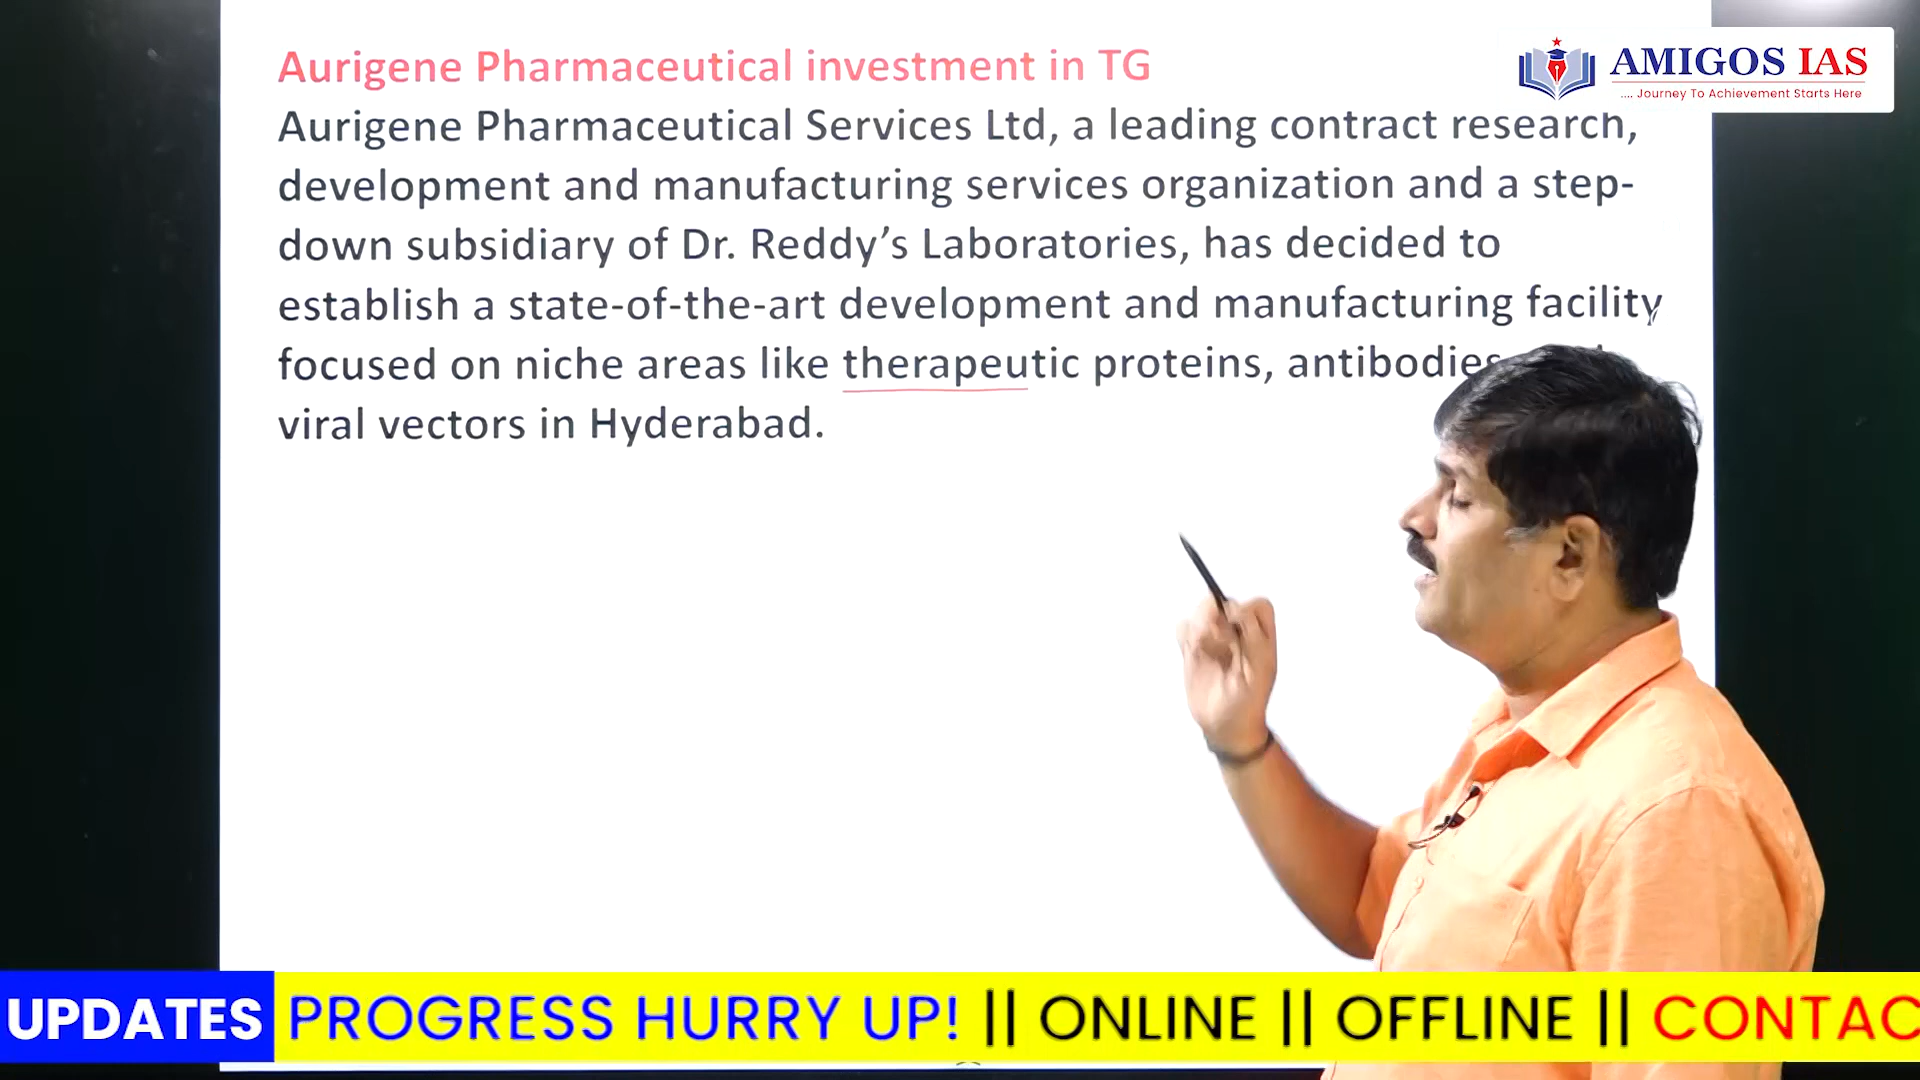 Aurigene Pharmaceutical investment in TG
AMIGOS IAS
.... Journey To Achievement Starts Here
Aurigene Pharmaceutical Services Ltd, a leading contract research,
development and manufacturing services organization and a step-
down subsidiary of Dr. Reddy's Laboratories, has decided to
establish a state-of-the-art development and manufacturing facility
focused on niche areas like therapeutic proteins, antibodies
viral vectors in Hyderabad.
UPDATES PROGRESS HURRY UP! || ONLINE || OFFLINE || CONTAC